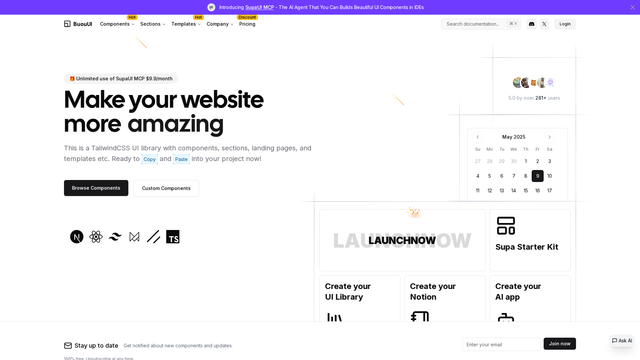 Introducing SupaUI MCP - The AI Agent That You Can Builds Beautiful UI Components in IDEs
BuouUI
Components
Hot
Sections
Templates
Hot
Company
Pricing
Discount
Search documentation...
⌘ K
Login
🎁 Unlimited use of SupaUI MCP $9.9/month
Make your website
more amazing
This is a TailwindCSS UI library with components, sections, landing pages, and
templates etc. Ready to Copy and Paste into your project now!
Browse Components
Custom Components
N
TS
5.0 by over 281+ users
May 2025
Su Mo Tu We Th Fr Sa
27 28 29 30 1 2 3
4 5 6 7 8 9 10
11 12 13 14 15 16 17
LAUNCHNOW
LAUNCHNOW
Supa Starter Kit
Create your
UI Library
Create your
Notion
Create your
AI app
Stay up to date
Get notified about new components and updates
Enter your email
Join now
Ask AI
100% free. Unsubscribe at any time.